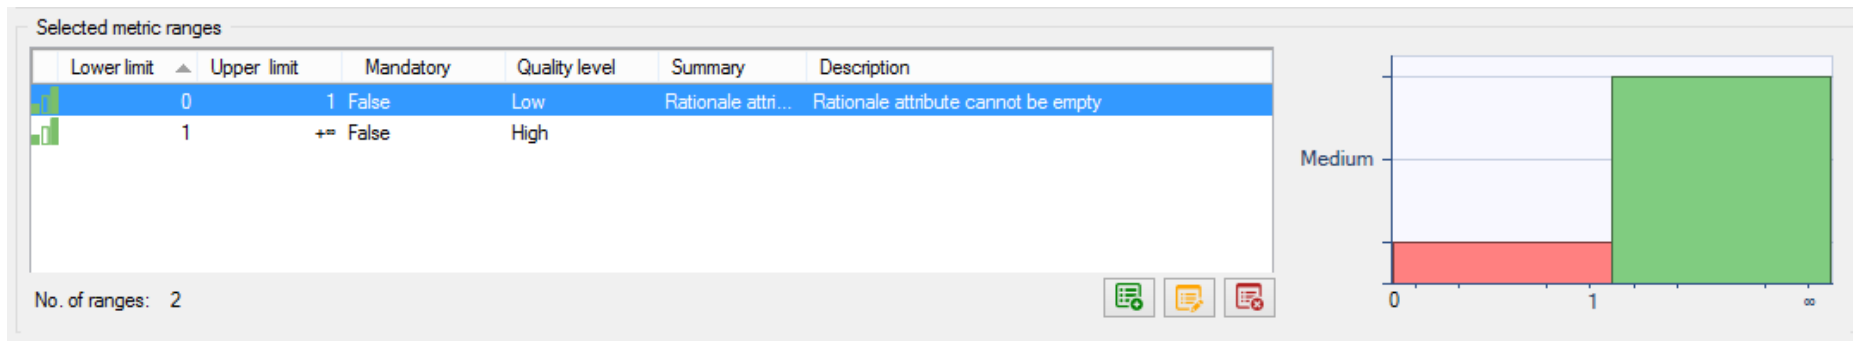 Selected metric ranges
Lower limit Upper limit Mandatory Quality level Summary Description
0 1 False Low Rationale attri... Rationale attribute cannot be empty
1 +∞ False High
No. of ranges: 2
Medium
0 1 ∞